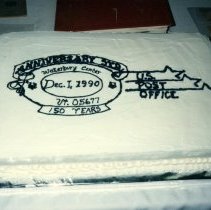 ANNIVERSARY STA.
Waterbury Center
Dec. 1, 1990
VT. 05677
150 YEARS
U.S.
POST
OFFICE